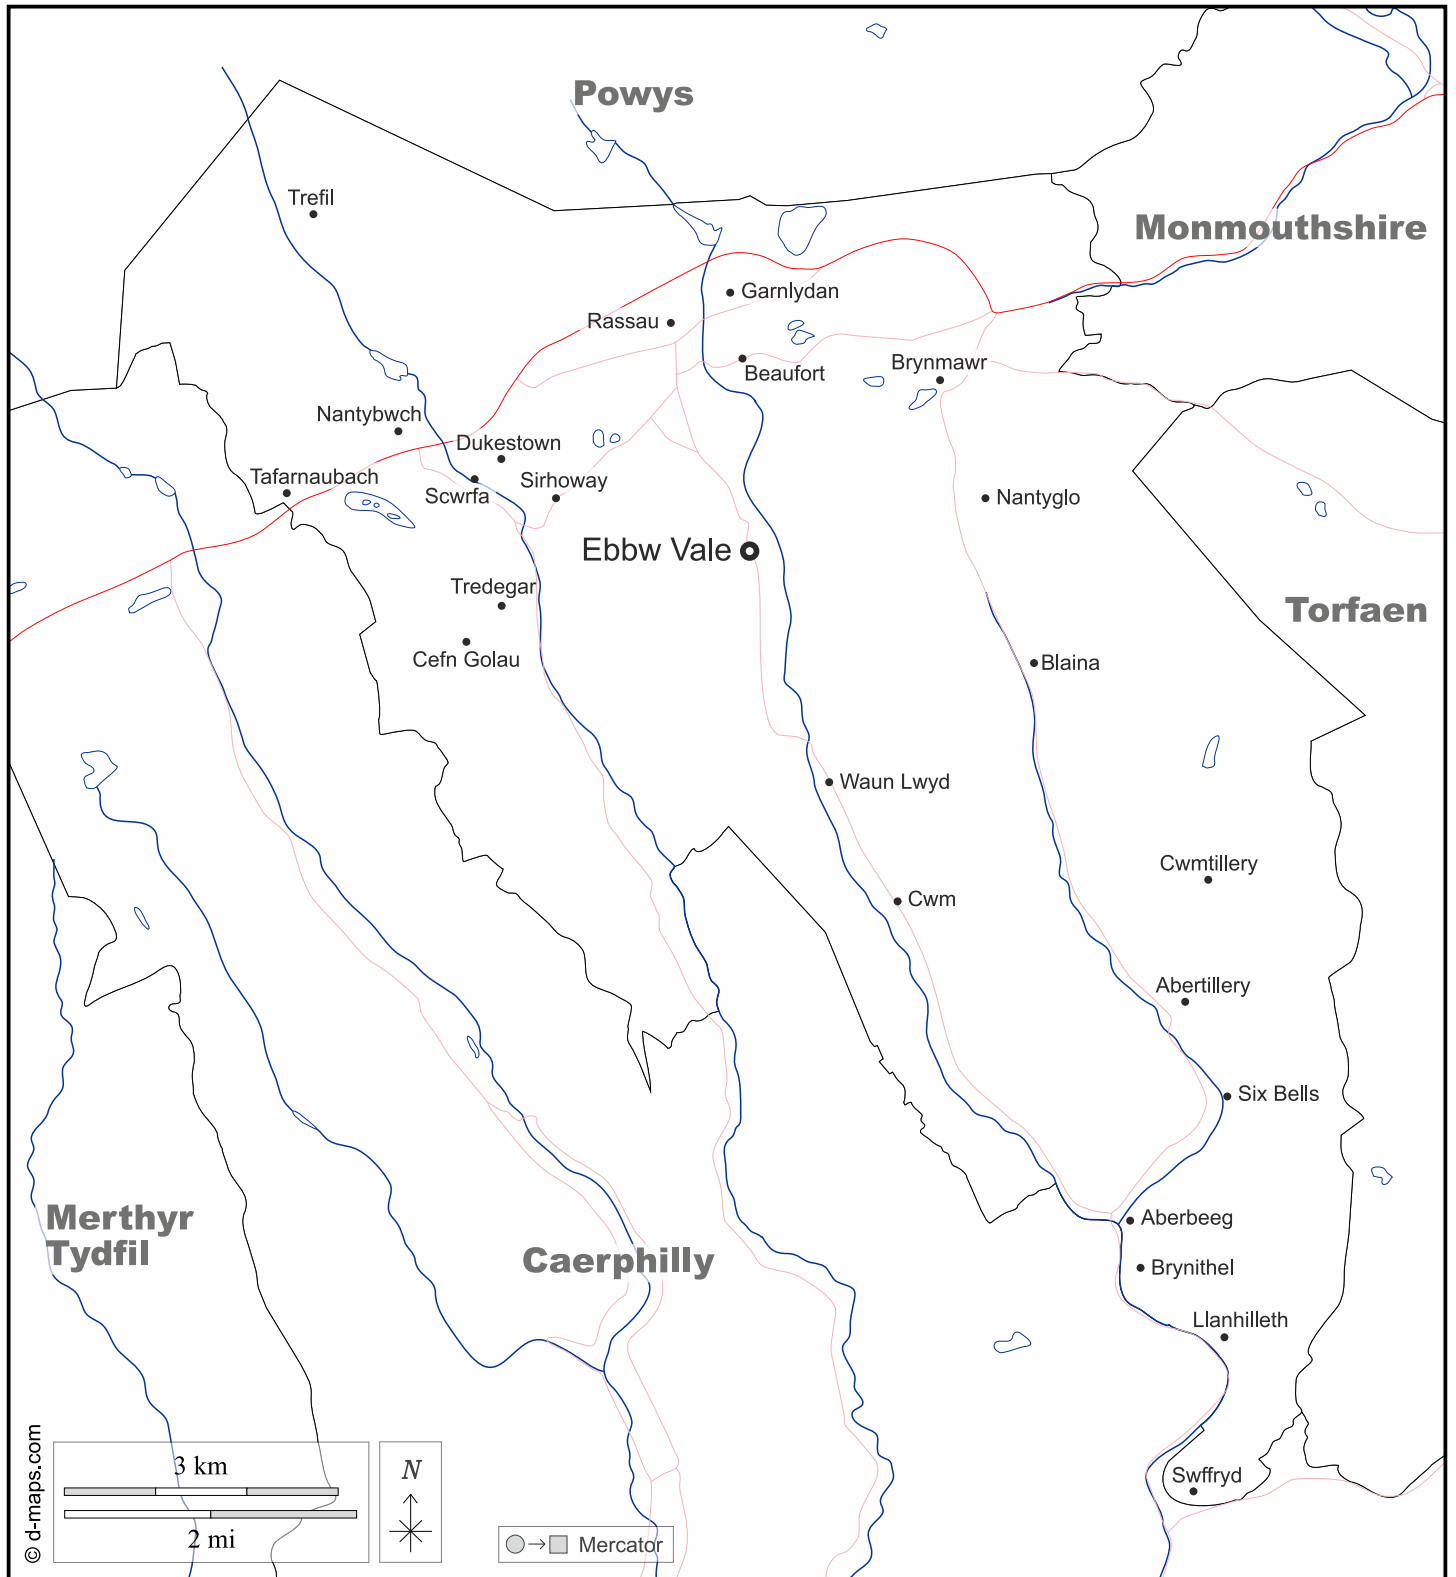 Powys
Trefil
Monmouthshire
Garnlydan
Rassau
Beaufort
Brynmawr
Nantybwch
Dukestown
Tafarnaubach
Scwrfa
Sirhoway
Nantyglo
Ebbw Vale
Tredegar
Torfaen
Cefn Golau
Blaina
Waun Lwyd
Cwmtillery
Cwm
Abertillery
Six Bells
Merthyr
Tydfil
Aberbeeg
Caerphilly
Brynithel
Llanhilleth
Swffryd
3 km
2 mi
N
Mercator
© d-maps.com